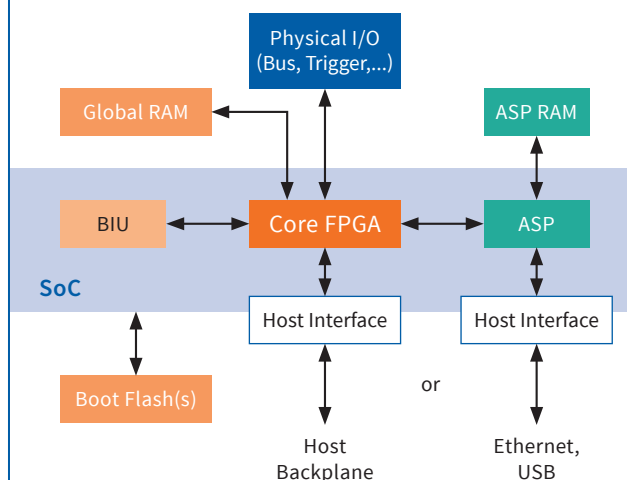 Physical I/O
(Bus, Trigger,...)
Global RAM
ASP RAM
BIU
Core FPGA
ASP
SoC
Host Interface
Host Interface
Boot Flash(s)
or
Host
Backplane
Ethernet,
USB